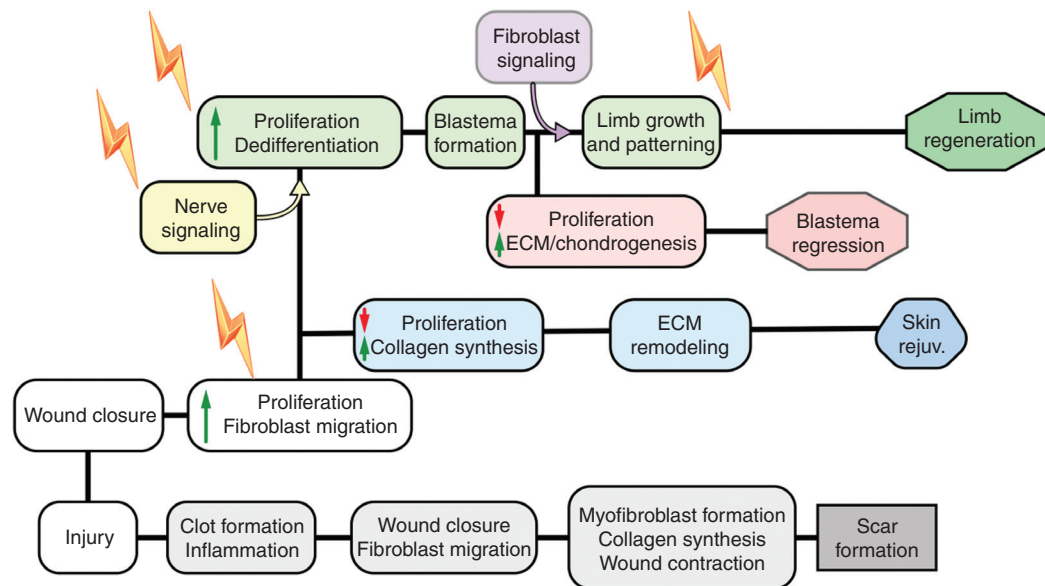 Fibroblast
signaling
Proliferation
Dedifferentiation
Blastema
formation
Limb growth
and patterning
Limb
regeneration
Nerve
signaling
Proliferation
ECM/chondrogenesis
Blastema
regression
Proliferation
Collagen synthesis
ECM
remodeling
Skin
rejuv.
Wound closure
Proliferation
Fibroblast migration
Injury
Clot formation
Inflammation
Wound closure
Fibroblast migration
Myofibroblast formation
Collagen synthesis
Wound contraction
Scar
formation